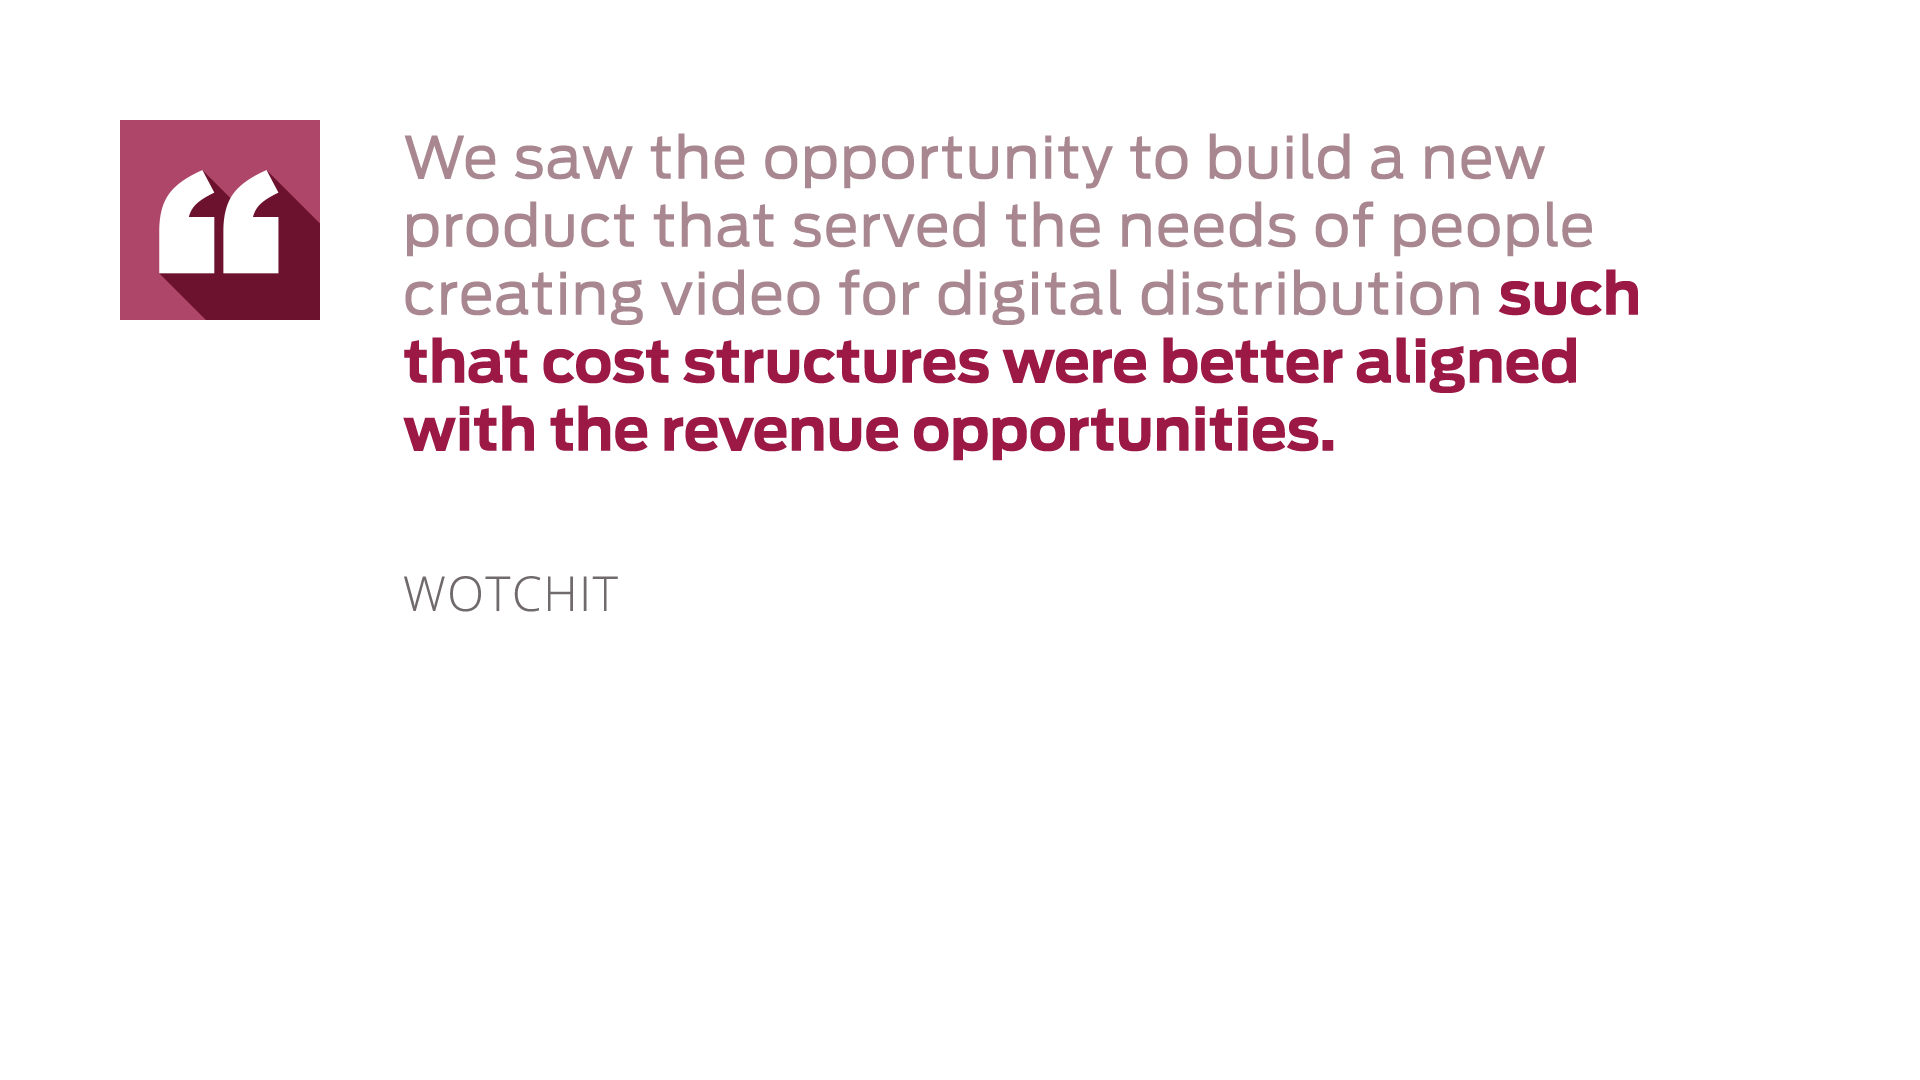 “
We saw the opportunity to build a new
product that served the needs of people
creating video for digital distribution such
that cost structures were better aligned
with the revenue opportunities.
WOTCHIT